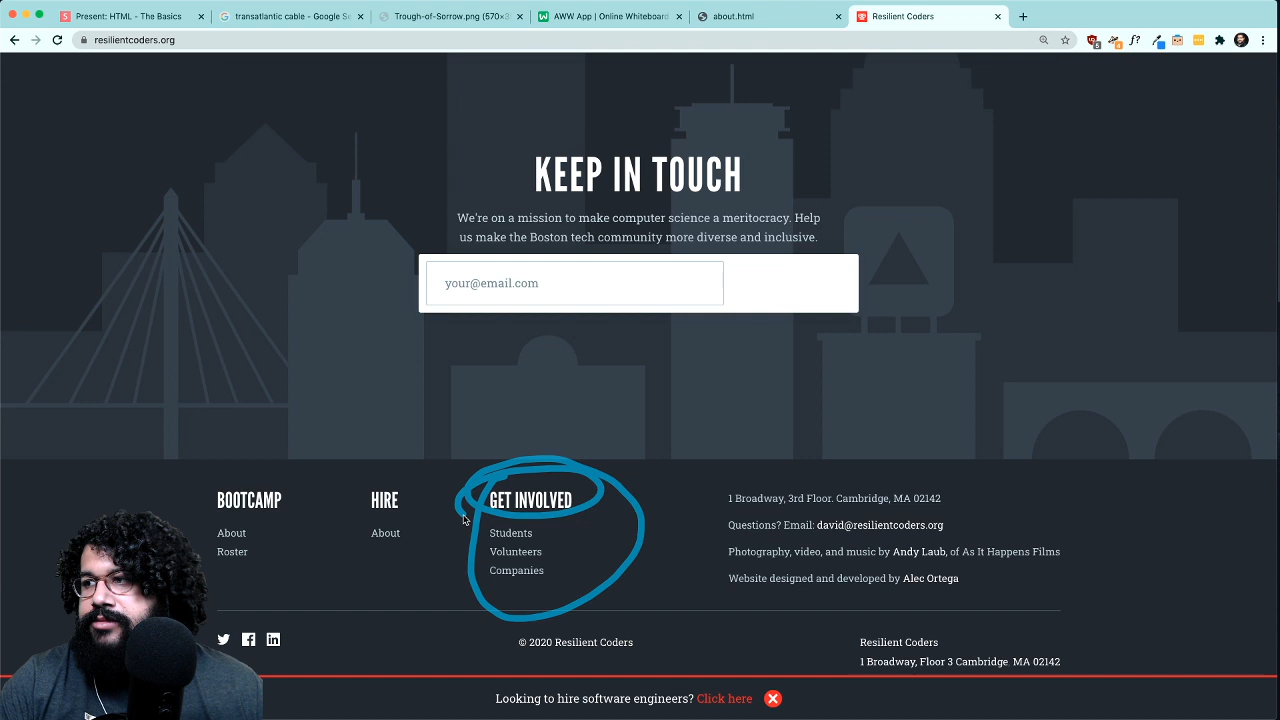 Present: HTML - The Basics
transatlantic cable - Google Se
Trough-of-Sorrow.png (570×3
AWW App | Online Whiteboard
about.html
Resilient Coders
resilientcoders.org
KEEP IN TOUCH
We're on a mission to make computer science a meritocracy. Help
us make the Boston tech community more diverse and inclusive.
your@email.com
BOOTCAMP
About
Roster
HIRE
About
GET INVOLVED
Students
Volunteers
Companies
1 Broadway, 3rd Floor. Cambridge, MA 02142
Questions? Email: david@resilientcoders.org
Photography, video, and music by Andy Laub, of As It Happens Films
Website designed and developed by Alec Ortega
© 2020 Resilient Coders
Resilient Coders
1 Broadway, Floor 3 Cambridge. MA 02142
Looking to hire software engineers? Click here